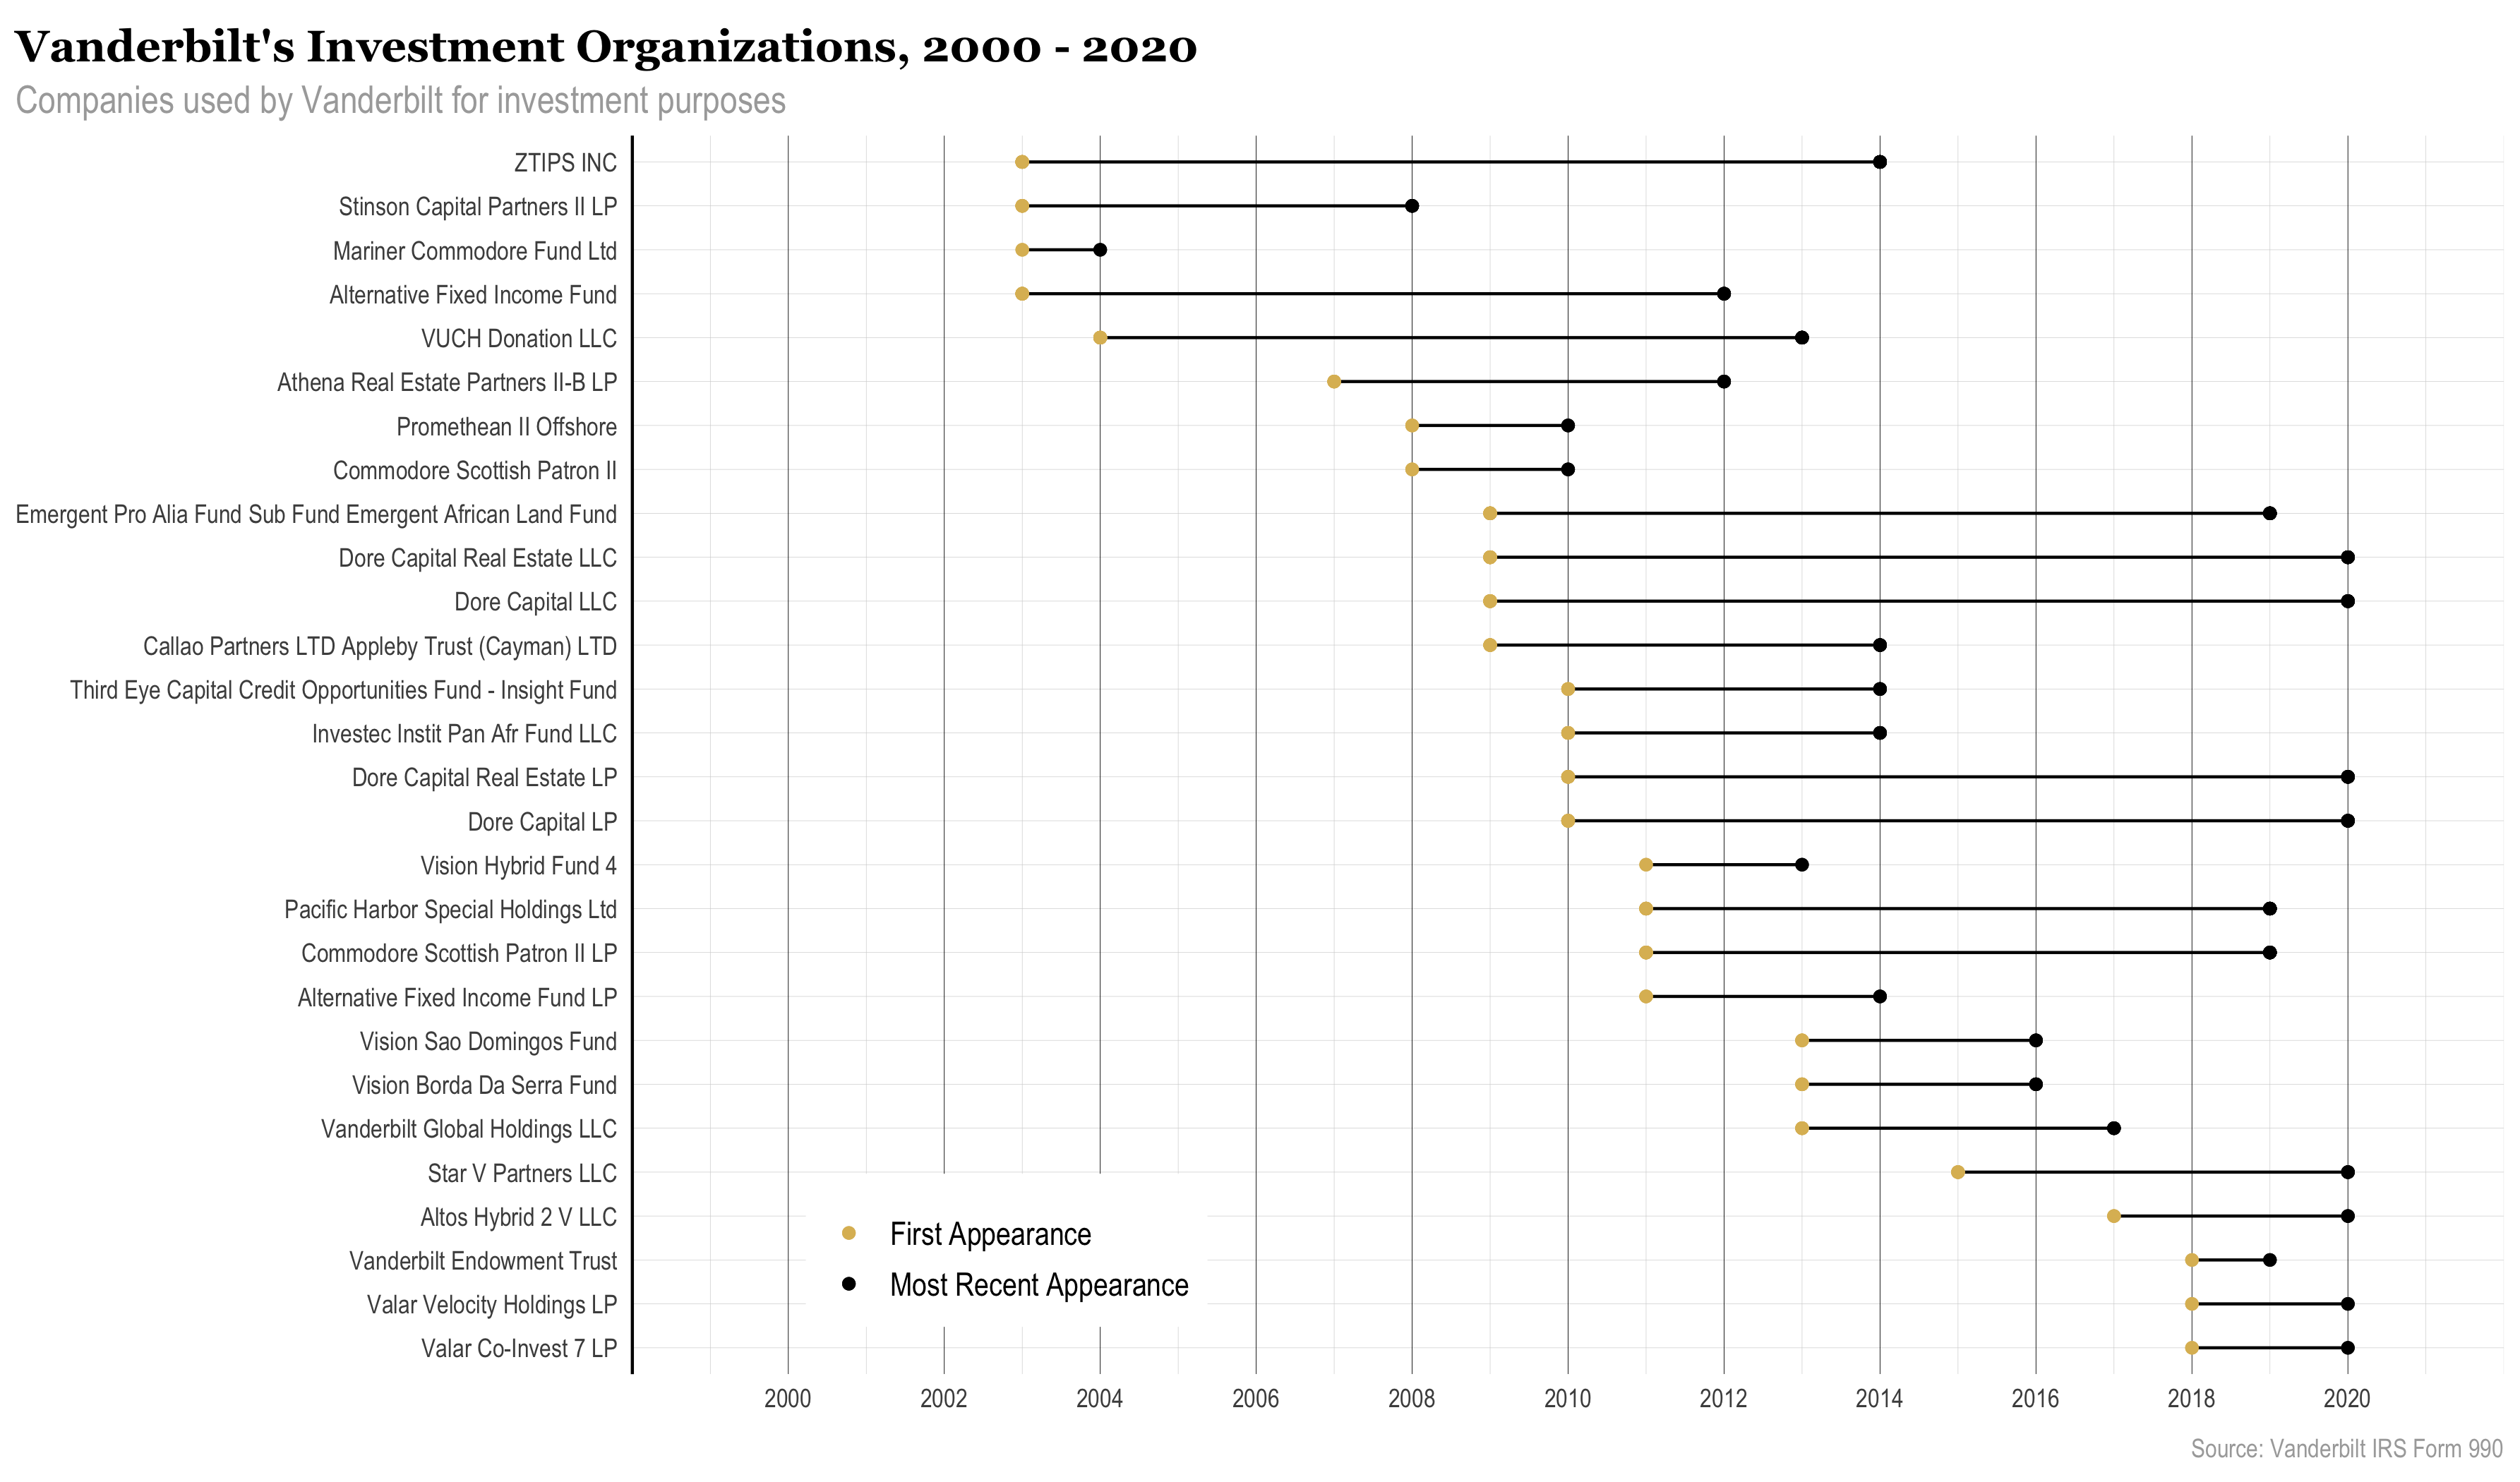 Vanderbilt's Investment Organizations, 2000 - 2020
Companies used by Vanderbilt for investment purposes
ZTIPS INC
Stinson Capital Partners II LP
Mariner Commodore Fund Ltd
Alternative Fixed Income Fund
VUCH Donation LLC
Athena Real Estate Partners II-B LP
Promethean II Offshore
Commodore Scottish Patron II
Emergent Pro Alia Fund Sub Fund Emergent African Land Fund
Dore Capital Real Estate LLC
Dore Capital LLC
Callao Partners LTD Appleby Trust (Cayman) LTD
Third Eye Capital Credit Opportunities Fund - Insight Fund
Investec Instit Pan Afr Fund LLC
Dore Capital Real Estate LP
Dore Capital LP
Vision Hybrid Fund 4
Pacific Harbor Special Holdings Ltd
Commodore Scottish Patron II LP
Alternative Fixed Income Fund LP
Vision Sao Domingos Fund
Vision Borda Da Serra Fund
Vanderbilt Global Holdings LLC
Star V Partners LLC
Altos Hybrid 2 V LLC
Vanderbilt Endowment Trust
Valar Velocity Holdings LP
Valar Co-Invest 7 LP
First Appearance
Most Recent Appearance
2000 2002 2004 2006 2008 2010 2012 2014 2016 2018 2020
Source: Vanderbilt IRS Form 990